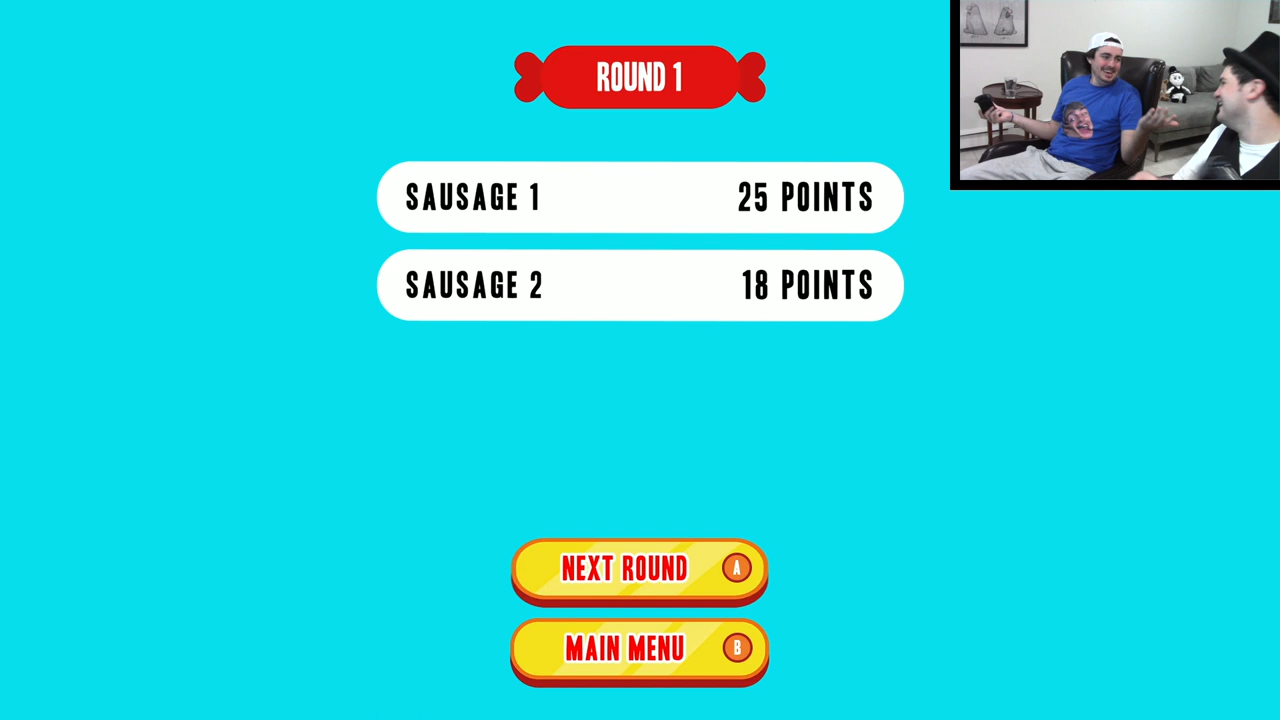 ROUND 1
SAUSAGE 1 25 POINTS
SAUSAGE 2 18 POINTS
NEXT ROUND A
MAIN MENU B